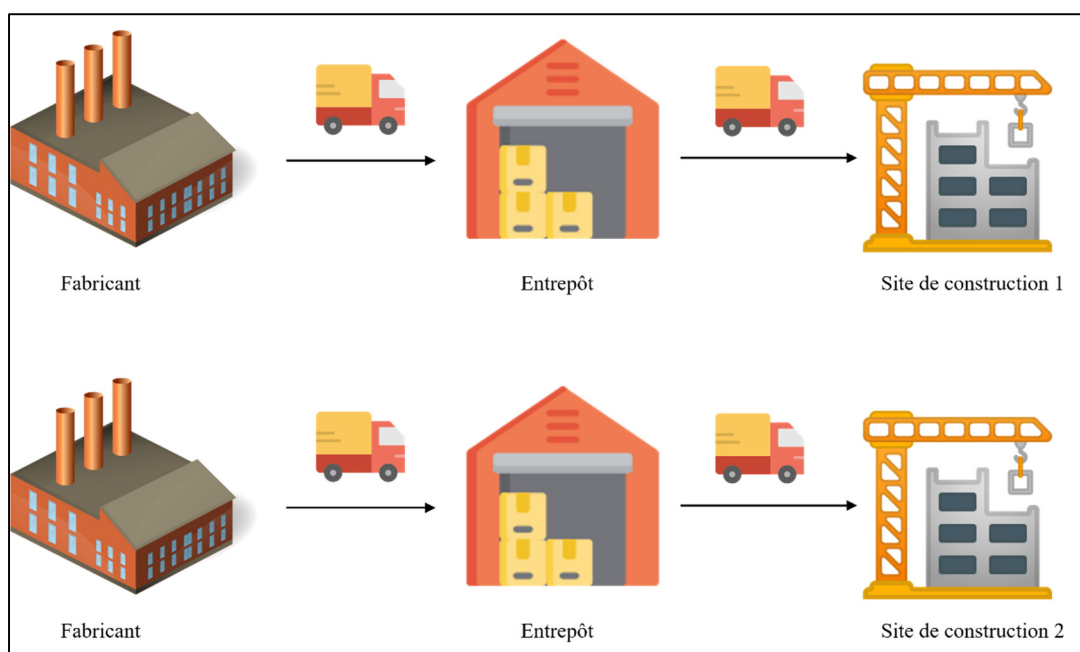 Fabricant
Entrepôt
Site de construction 1
Fabricant
Entrepôt
Site de construction 2